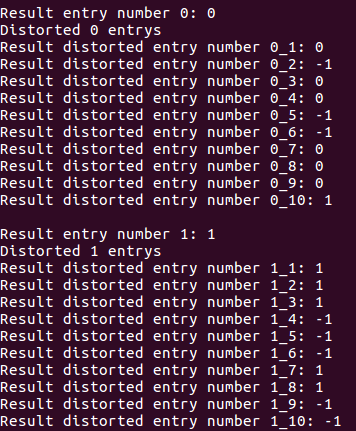 Result entry number 0: 0
Distorted 0 entrys
Result distorted entry number 0_1: 0
Result distorted entry number 0_2: -1
Result distorted entry number 0_3: 0
Result distorted entry number 0_4: 0
Result distorted entry number 0_5: -1
Result distorted entry number 0_6: -1
Result distorted entry number 0_7: 0
Result distorted entry number 0_8: 0
Result distorted entry number 0_9: 0
Result distorted entry number 0_10: 1
Result entry number 1: 1
Distorted 1 entrys
Result distorted entry number 1_1: 1
Result distorted entry number 1_2: 1
Result distorted entry number 1_3: 1
Result distorted entry number 1_4: -1
Result distorted entry number 1_5: -1
Result distorted entry number 1_6: -1
Result distorted entry number 1_7: 1
Result distorted entry number 1_8: 1
Result distorted entry number 1_9: -1
Result distorted entry number 1_10: -1